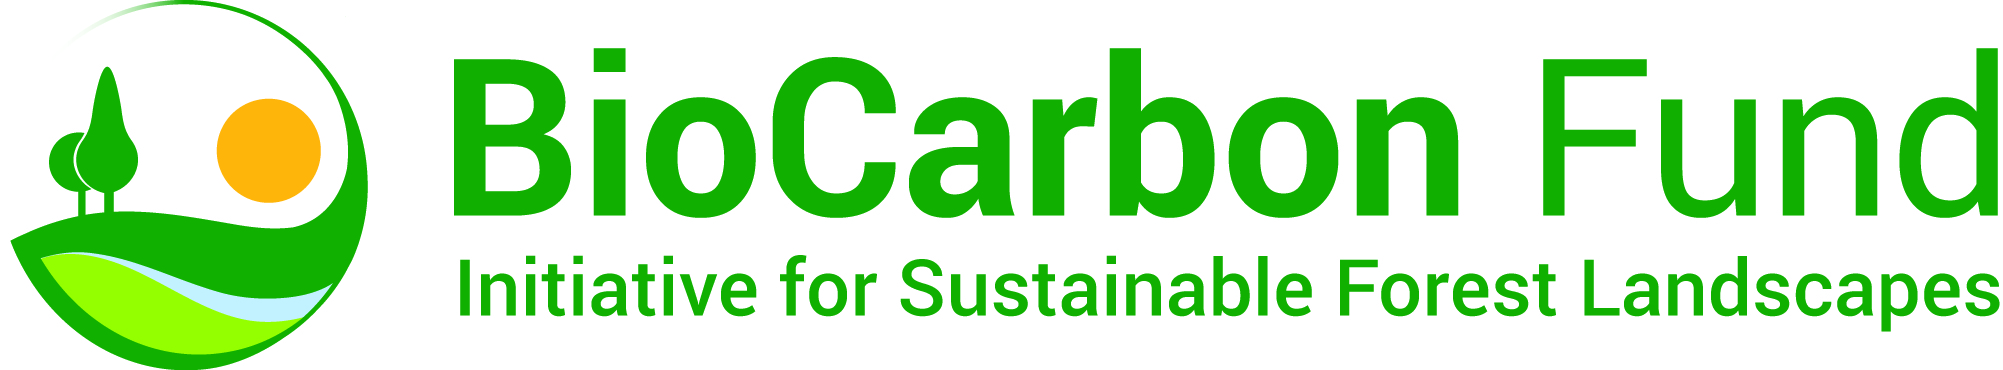 BioCarbon Fund
Initiative for Sustainable Forest Landscapes